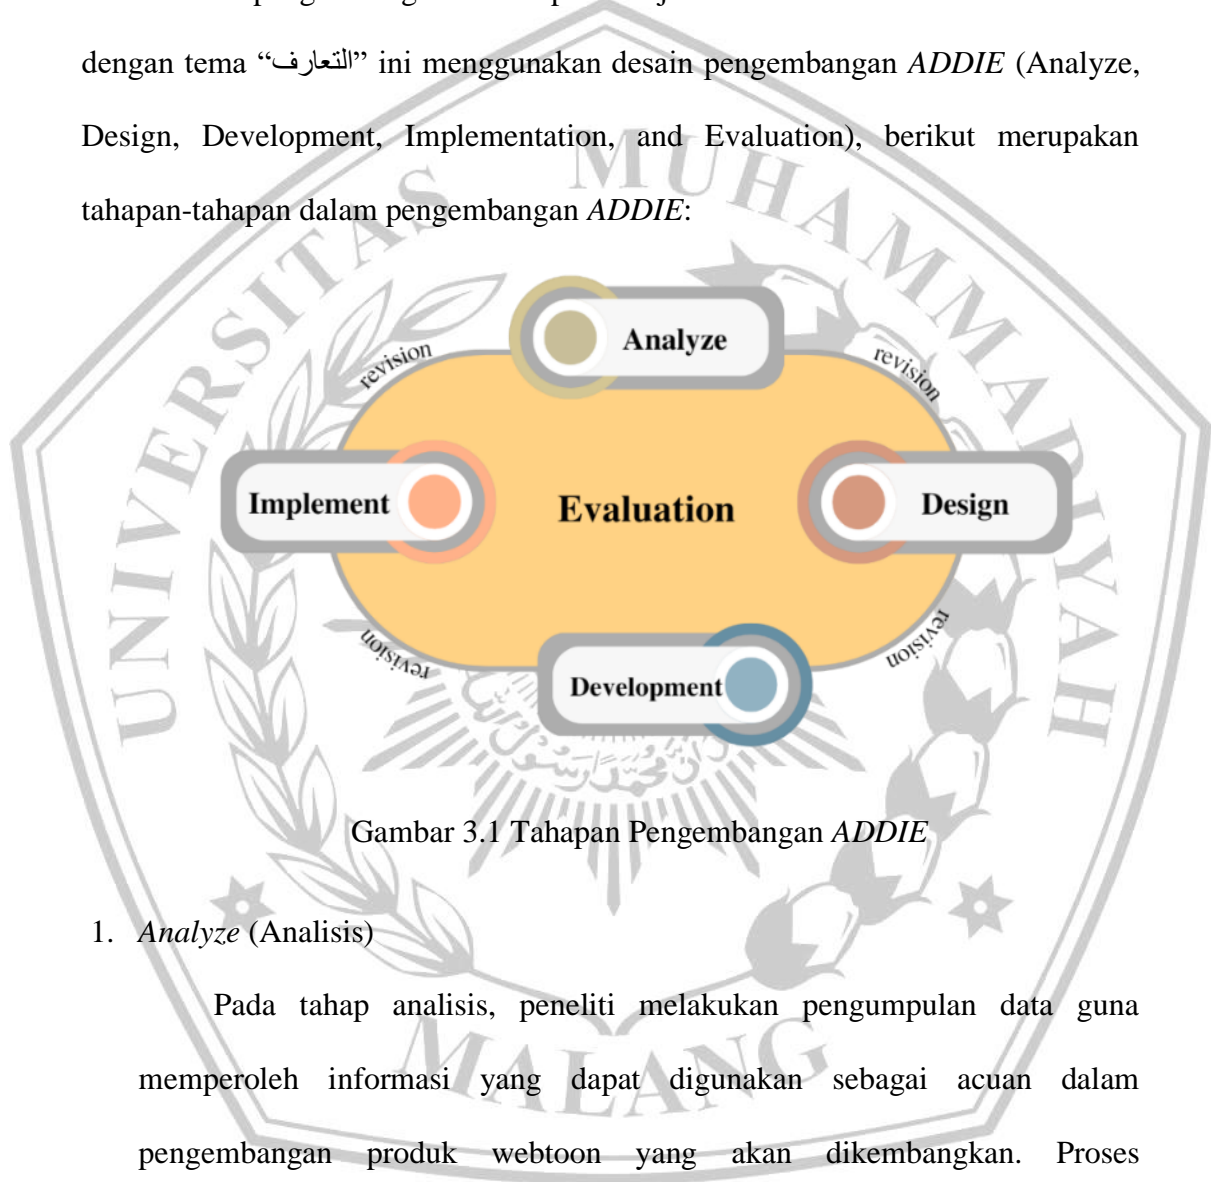 dengan tema “التعارف” ini menggunakan desain pengembangan ADDIE (Analyze,
Design, Development, Implementation, and Evaluation), berikut merupakan
tahapan-tahapan dalam pengembangan ADDIE:
UNIVERSITAS MUHAMMADIYAH
revision
Analyze
revision
Implement
Evaluation
Design
revision
Development
revision
Gambar 3.1 Tahapan Pengembangan ADDIE
1. Analyze (Analisis)
Pada tahap analisis, peneliti melakukan pengumpulan data guna
MALANG
memperoleh informasi yang dapat digunakan sebagai acuan dalam
pengembangan produk webtoon yang akan dikembangkan. Proses